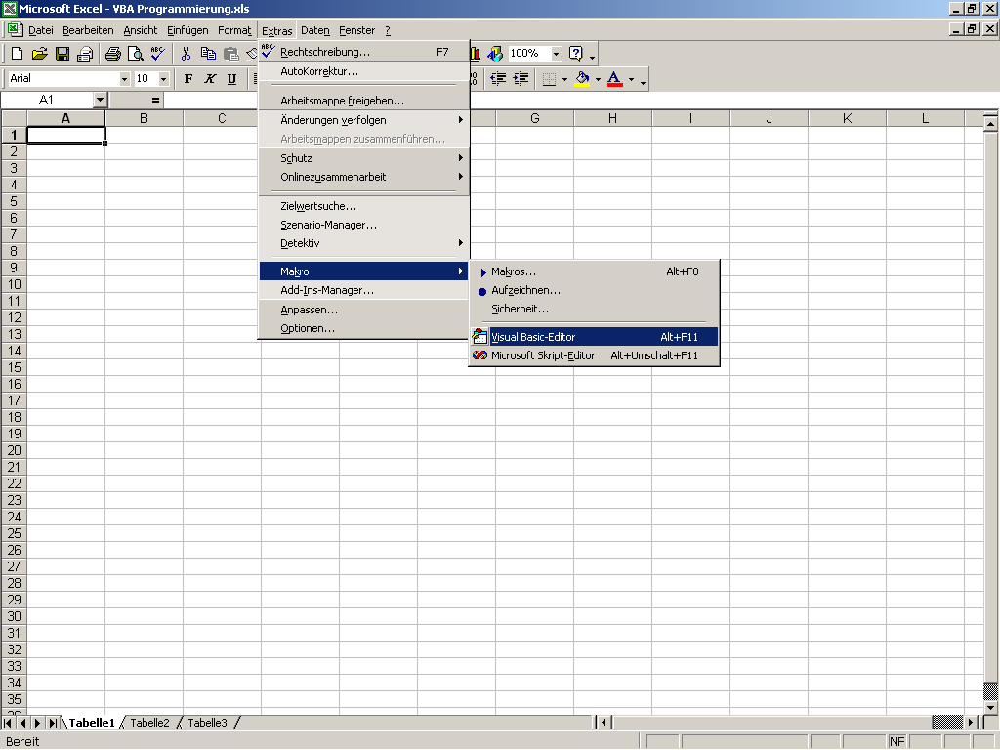 Microsoft Excel - VBA Programmierung.xls
Datei Bearbeiten Ansicht Einfügen Format Extras Daten Fenster ?
100%
Arial 10 F K U
A1 =
Rechtschreibung... F7
AutoKorrektur...
Arbeitsmappe freigeben...
Änderungen verfolgen
Arbeitsmappen zusammenführen...
Schutz
Onlinezusammenarbeit
Zielwertsuche...
Szenario-Manager...
Detektiv
Makro
Add-Ins-Manager...
Anpassen...
Optionen...
Makros... Alt+F8
Aufzeichnen...
Sicherheit...
Visual Basic-Editor Alt+F11
Microsoft Skript-Editor Alt+Umschalt+F11
A B C G H I J K L
1
2
3
4
5
6
7
8
9
10
11
12
13
14
15
16
17
18
19
20
21
22
23
24
25
26
27
28
29
30
31
32
33
34
35
Tabelle1 Tabelle2 Tabelle3
Bereit NF